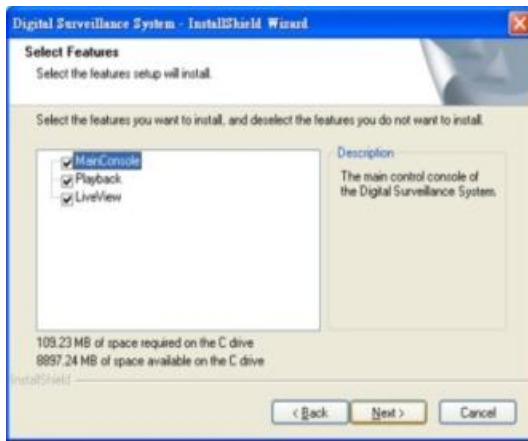 Digital Surveillance System - InstallShield Wizard
Select Features
Select the features setup will install.
Select the features you want to install, and deselect the features you do not want to install.
MainConsole
Playback
LiveView
Description
The main control console of
the Digital Surveillance System.
109.23 MB of space required on the C drive
8897.24 MB of space available on the C drive
InstallShield
< Back
Next >
Cancel